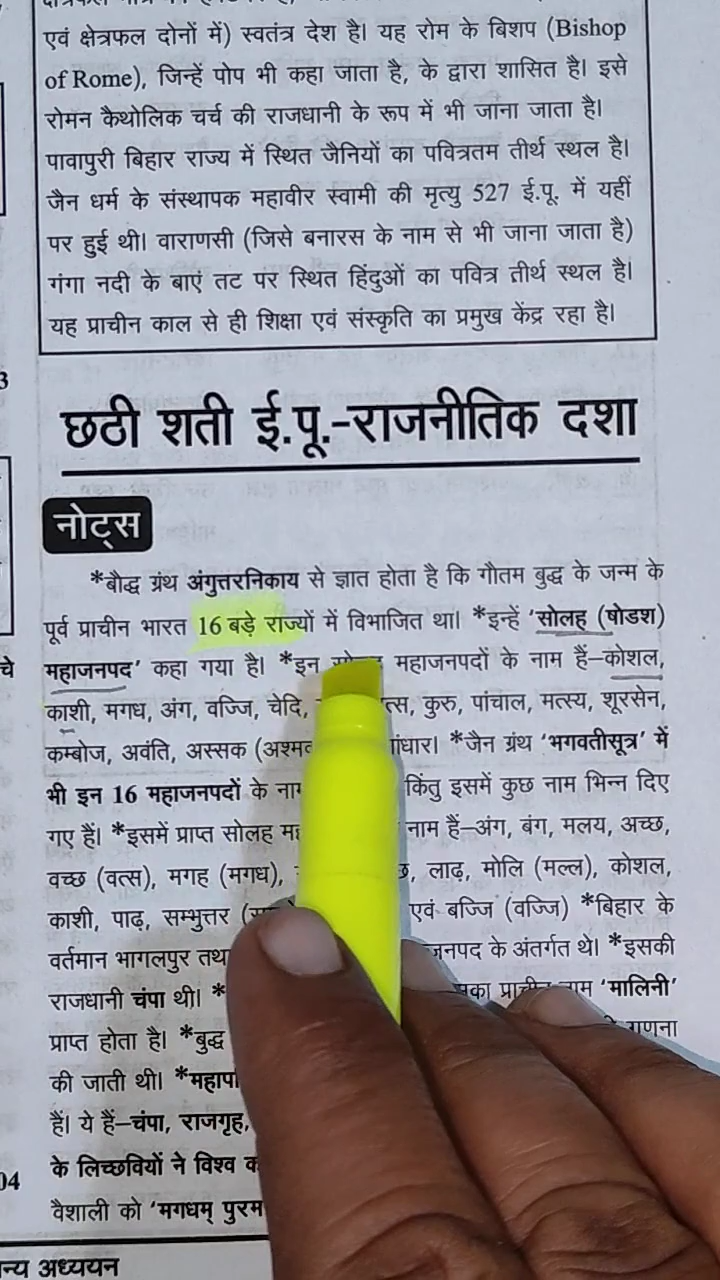 एवं क्षेत्रफल दोनों में) स्वतंत्र देश है। यह रोम के बिशप (Bishop
of Rome), जिन्हें पोप भी कहा जाता है, के द्वारा शासित है। इसे
रोमन कैथोलिक चर्च की राजधानी के रूप में भी जाना जाता है।
पावापुरी बिहार राज्य में स्थित जैनियों का पवित्रतम तीर्थ स्थल है।
जैन धर्म के संस्थापक महावीर स्वामी की मृत्यु 527 ई.पू. में यहीं
पर हुई थी। वाराणसी (जिसे बनारस के नाम से भी जाना जाता है)
गंगा नदी के बाएं तट पर स्थित हिंदुओं का पवित्र तीर्थ स्थल है।
यह प्राचीन काल से ही शिक्षा एवं संस्कृति का प्रमुख केंद्र रहा है।
3
छठी शती ई.पू.-राजनीतिक दशा
नोट्स
*बौद्ध ग्रंथ अंगुत्तरनिकाय से ज्ञात होता है कि गौतम बुद्ध के जन्म के
पूर्व प्राचीन भारत 16 बड़े राज्यों में विभाजित था। *इन्हें 'सोलह (षोडश)
चे
महाजनपद' कहा गया है। *इन महाजनपदों के नाम हैं–कोशल,
काशी, मगध, अंग, वज्जि, चेदि, कुरु, पांचाल, मत्स्य, शूरसेन,
कम्बोज, अवंति, अस्सक *जैन ग्रंथ 'भगवतीसूत्र' में
भी इन 16 महाजनपदों के किंतु इसमें कुछ नाम भिन्न दिए
गए हैं। *इसमें प्राप्त सोलह नाम हैं–अंग, बंग, मलय, अच्छ,
वच्छ (वत्स), मगह (मगध), लाढ़, मोलि (मल्ल), कोशल,
काशी, पाढ़, सम्भुत्तर एवं बज्जि (वज्जि) *बिहार के
वर्तमान भागलपुर के अंतर्गत थे। *इसकी
राजधानी चंपा थी। * 'मालिनी'
प्राप्त होता है। *बुद्ध गणना
की जाती थी।
हैं। ये हैं–चंपा, राजगृह,
04
के लिच्छवियों ने विश्व
वैशाली को 'मगधम्
अध्ययन